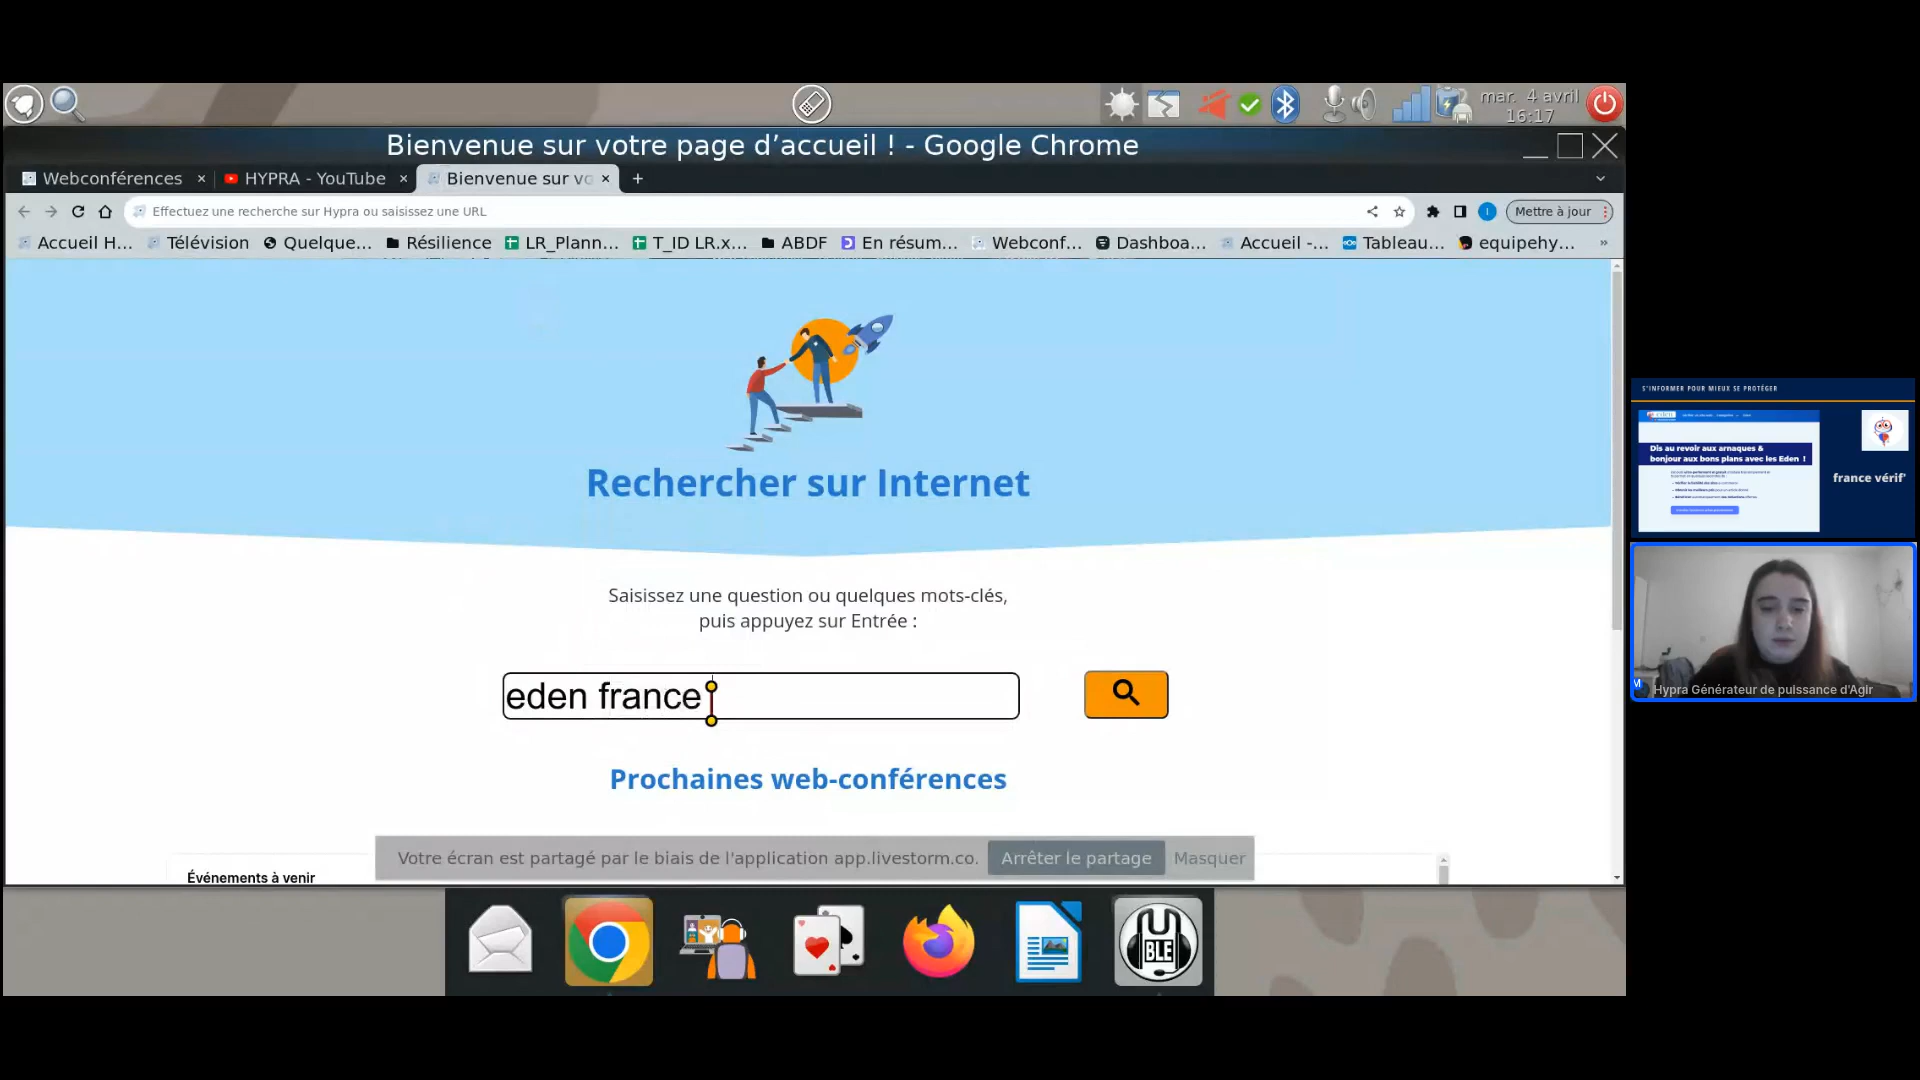 mar. 4 avril
16:17
Bienvenue sur votre page d’accueil ! - Google Chrome
Webconférences
HYPRA - YouTube
Bienvenue sur vo
Effectuez une recherche sur Hypra ou saisissez une URL
Mettre à jour
Accueil H...
Télévision
Quelque...
Résilience
LR_Plann...
T_ID LR.x...
ABDF
En résum...
Webconf...
Dashboa...
Accueil -...
Tableau...
equipehy...
Rechercher sur Internet
Saisissez une question ou quelques mots-clés,
puis appuyez sur Entrée :
eden france
Prochaines web-conférences
Événements à venir
Votre écran est partagé par le biais de l'application app.livestorm.co.
Arrêter le partage
Masquer
BLE
S'INFORMER POUR MIEUX SE PROTÉGER
Dis au revoir aux arnaques &
bonjour aux bons plans avec les Eden !
france vérif'
Hypra Générateur de puissance d'Agir